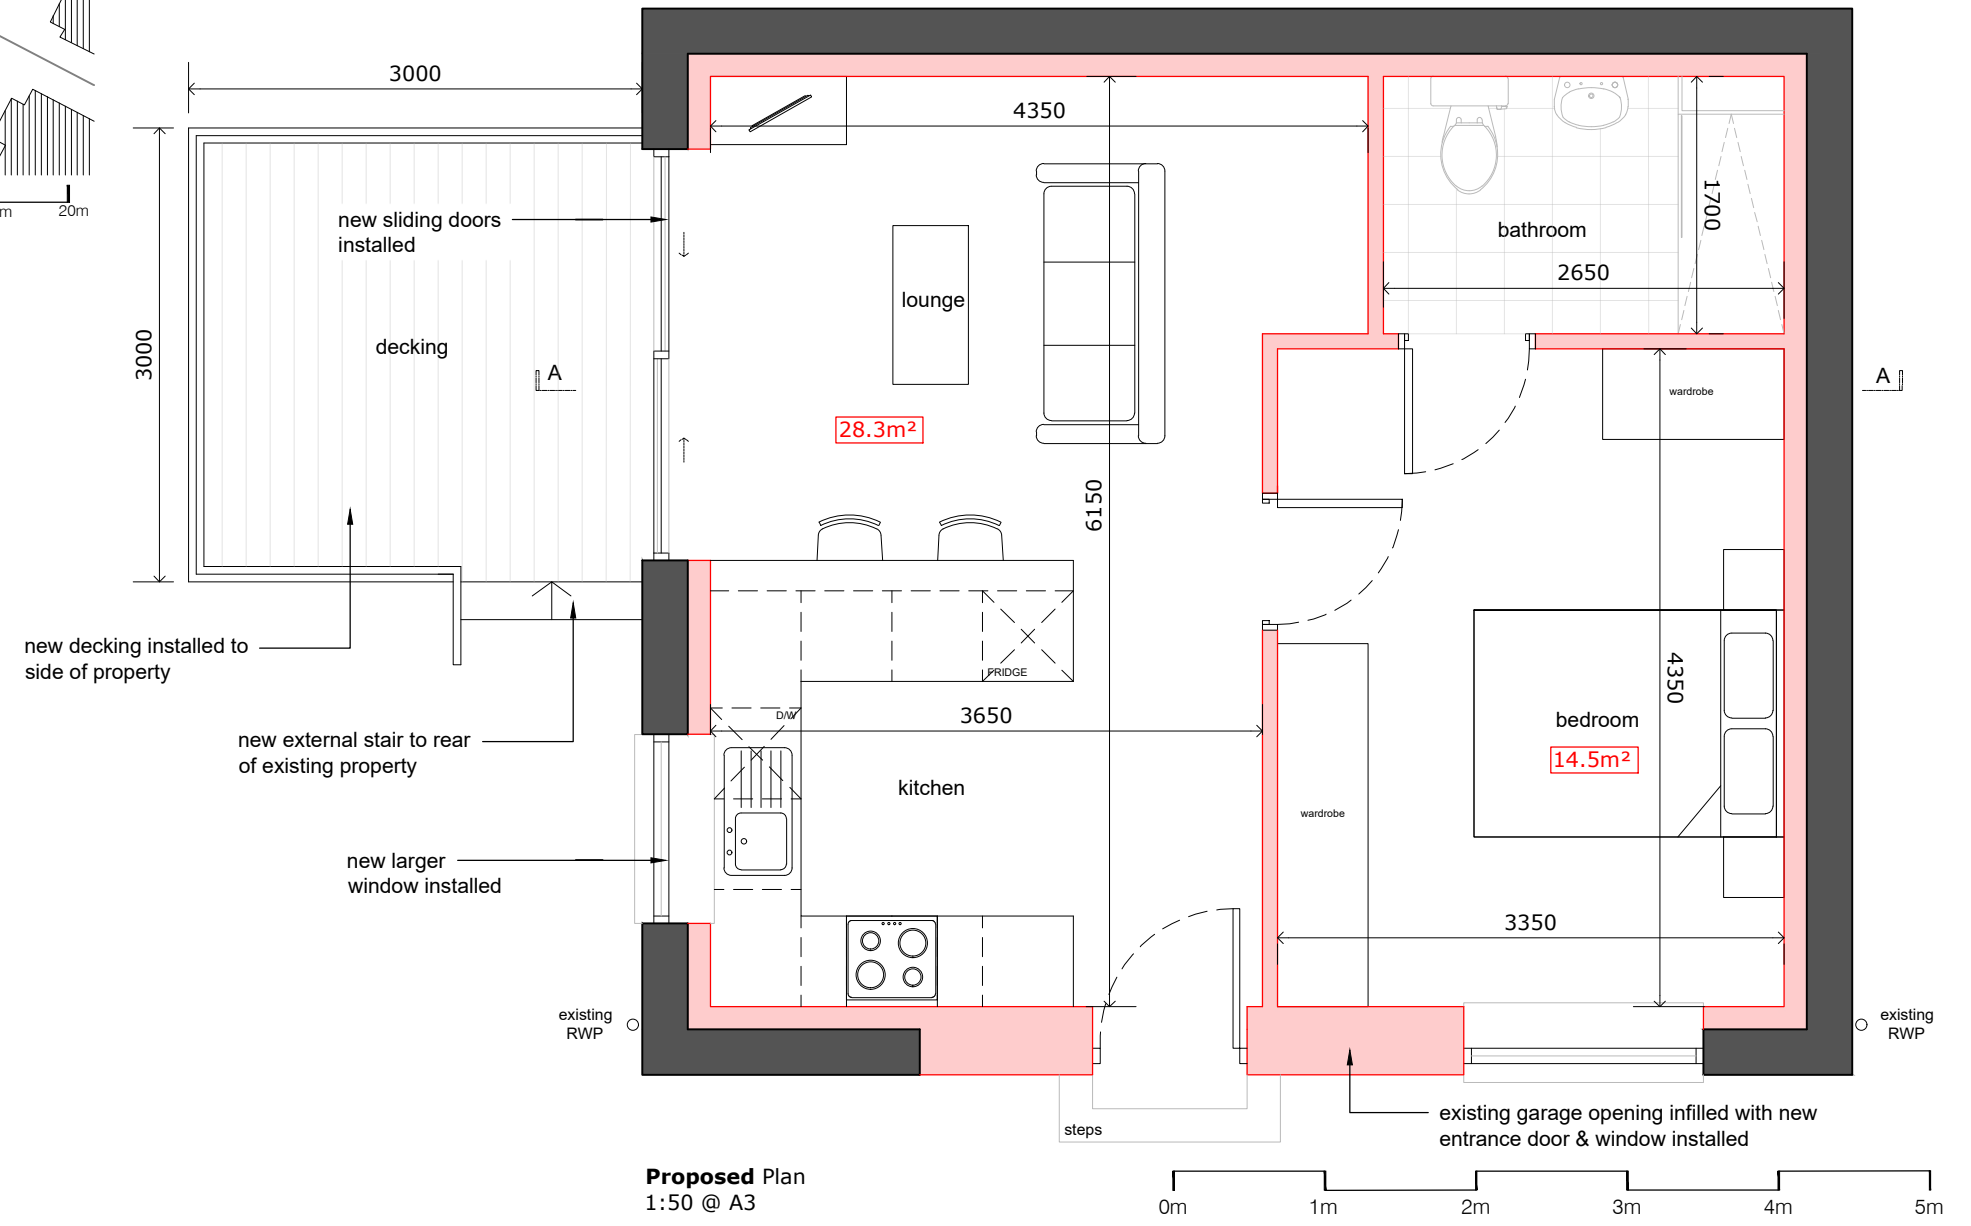 3000
4350
1700
new sliding doors
installed
bathroom
20m
m
2650
lounge
decking
3000
A
A
wardrobe
28.3m²
6150
new decking installed to
side of property
FRIDGE
4350
D/W
3650
bedroom
14.5m²
new external stair to rear
of existing property
kitchen
wardrobe
new larger
window installed
3350
existing
RWP
existing
RWP
existing garage opening infilled with new
entrance door & window installed
steps
Proposed Plan
1:50 @ A3
0m 1m 2m 3m 4m 5m